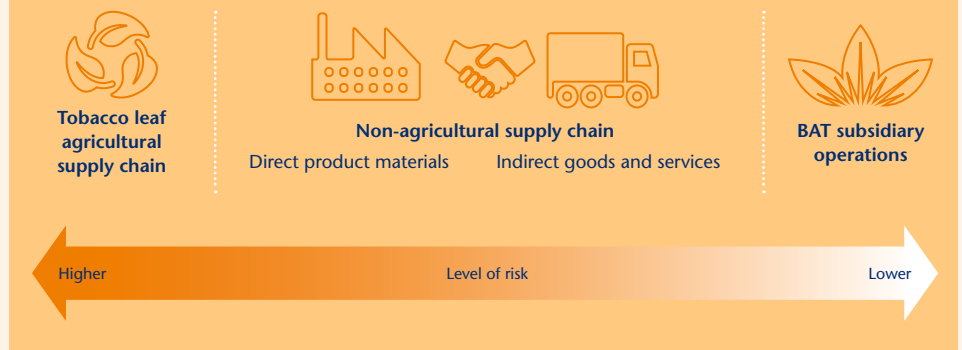 Tobacco leaf
agricultural
supply chain
Non-agricultural supply chain
Direct product materials
Indirect goods and services
BAT subsidiary
operations
Higher
Level of risk
Lower